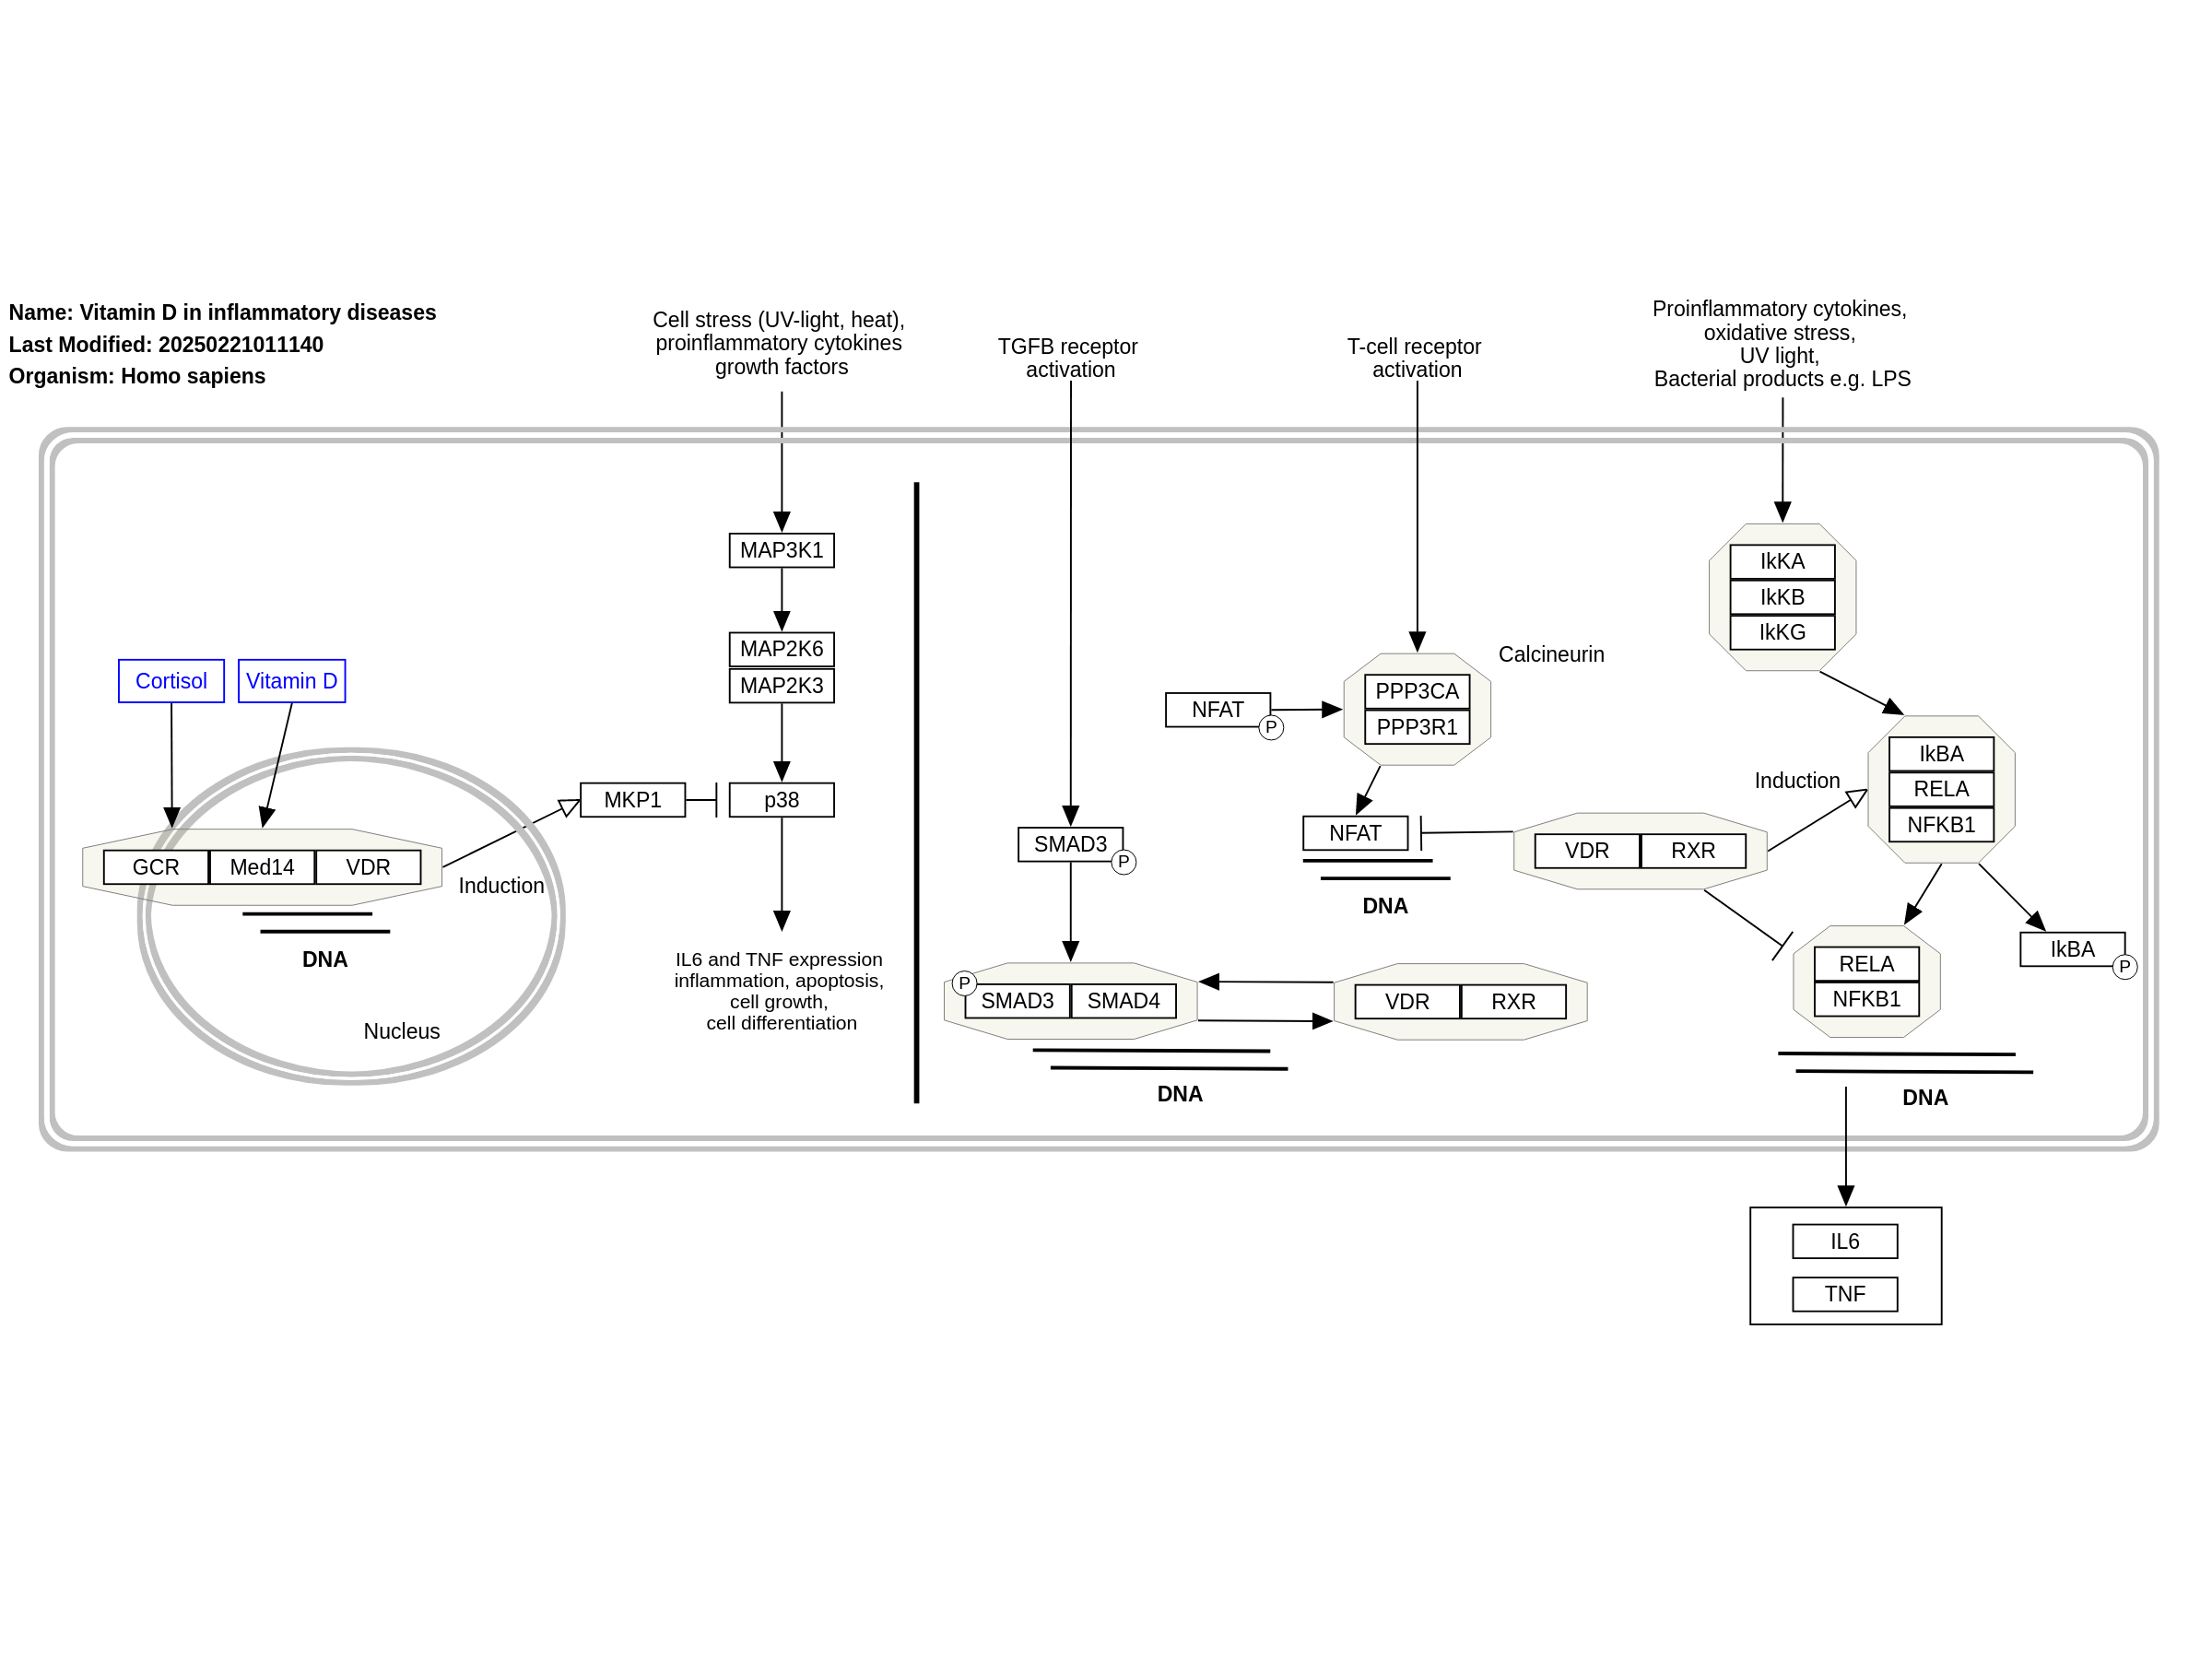 Name: Vitamin D in inflammatory diseases
Last Modified: 20250221011140
Organism: Homo sapiens
Cell stress (UV-light, heat),
proinflammatory cytokines
growth factors
TGFB receptor
activation
T-cell receptor
activation
Proinflammatory cytokines,
oxidative stress,
UV light,
Bacterial products e.g. LPS
Cortisol
Vitamin D
GCR
Med14
VDR
DNA
Nucleus
Induction
MKP1
MAP3K1
MAP2K6
MAP2K3
p38
IL6 and TNF expression
inflammation, apoptosis,
cell growth,
cell differentiation
SMAD3
P
P
SMAD3
SMAD4
DNA
VDR
RXR
NFAT
P
PPP3CA
PPP3R1
Calcineurin
NFAT
DNA
VDR
RXR
Induction
IkKA
IkKB
IkKG
IkBA
RELA
NFKB1
IkBA
P
RELA
NFKB1
DNA
IL6
TNF